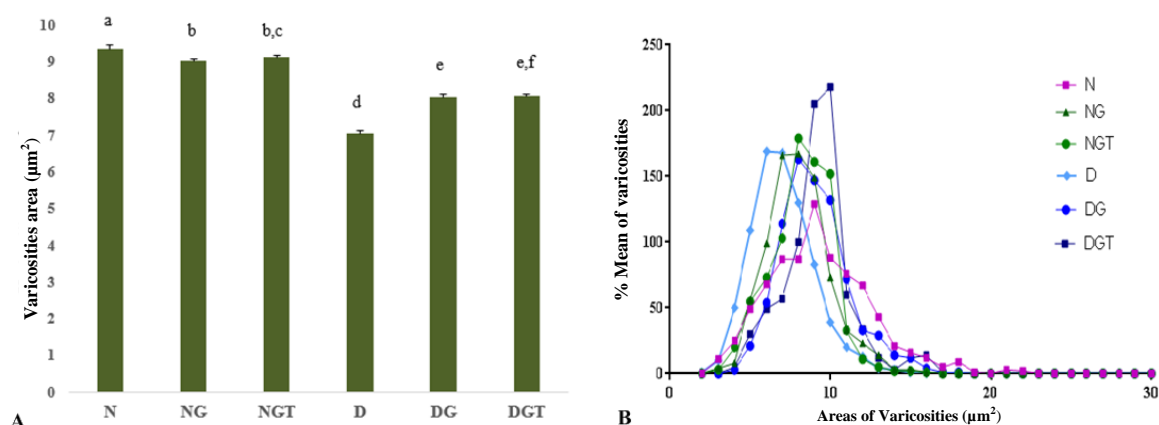 10
9
8
7
6
5
4
3
2
1
0
Varicosities area (µm²)
a
b
b,c
d
e
e,f
N
NG
NGT
D
DG
DGT
A
250
200
150
100
50
0
% Mean of varicosities
0
10
20
30
Areas of Varicosities (µm²)
N
NG
NGT
D
DG
DGT
B